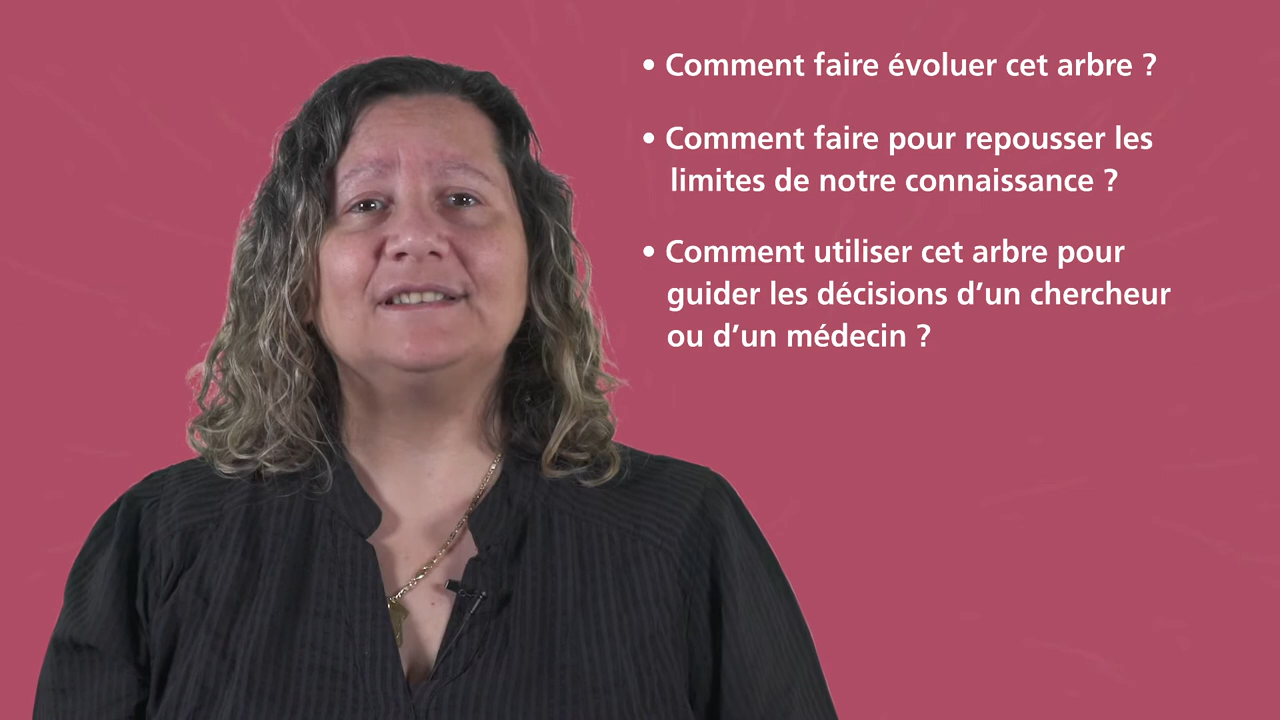 • Comment faire évoluer cet arbre ?
• Comment faire pour repousser les
limites de notre connaissance ?
• Comment utiliser cet arbre pour
guider les décisions d’un chercheur
ou d’un médecin ?